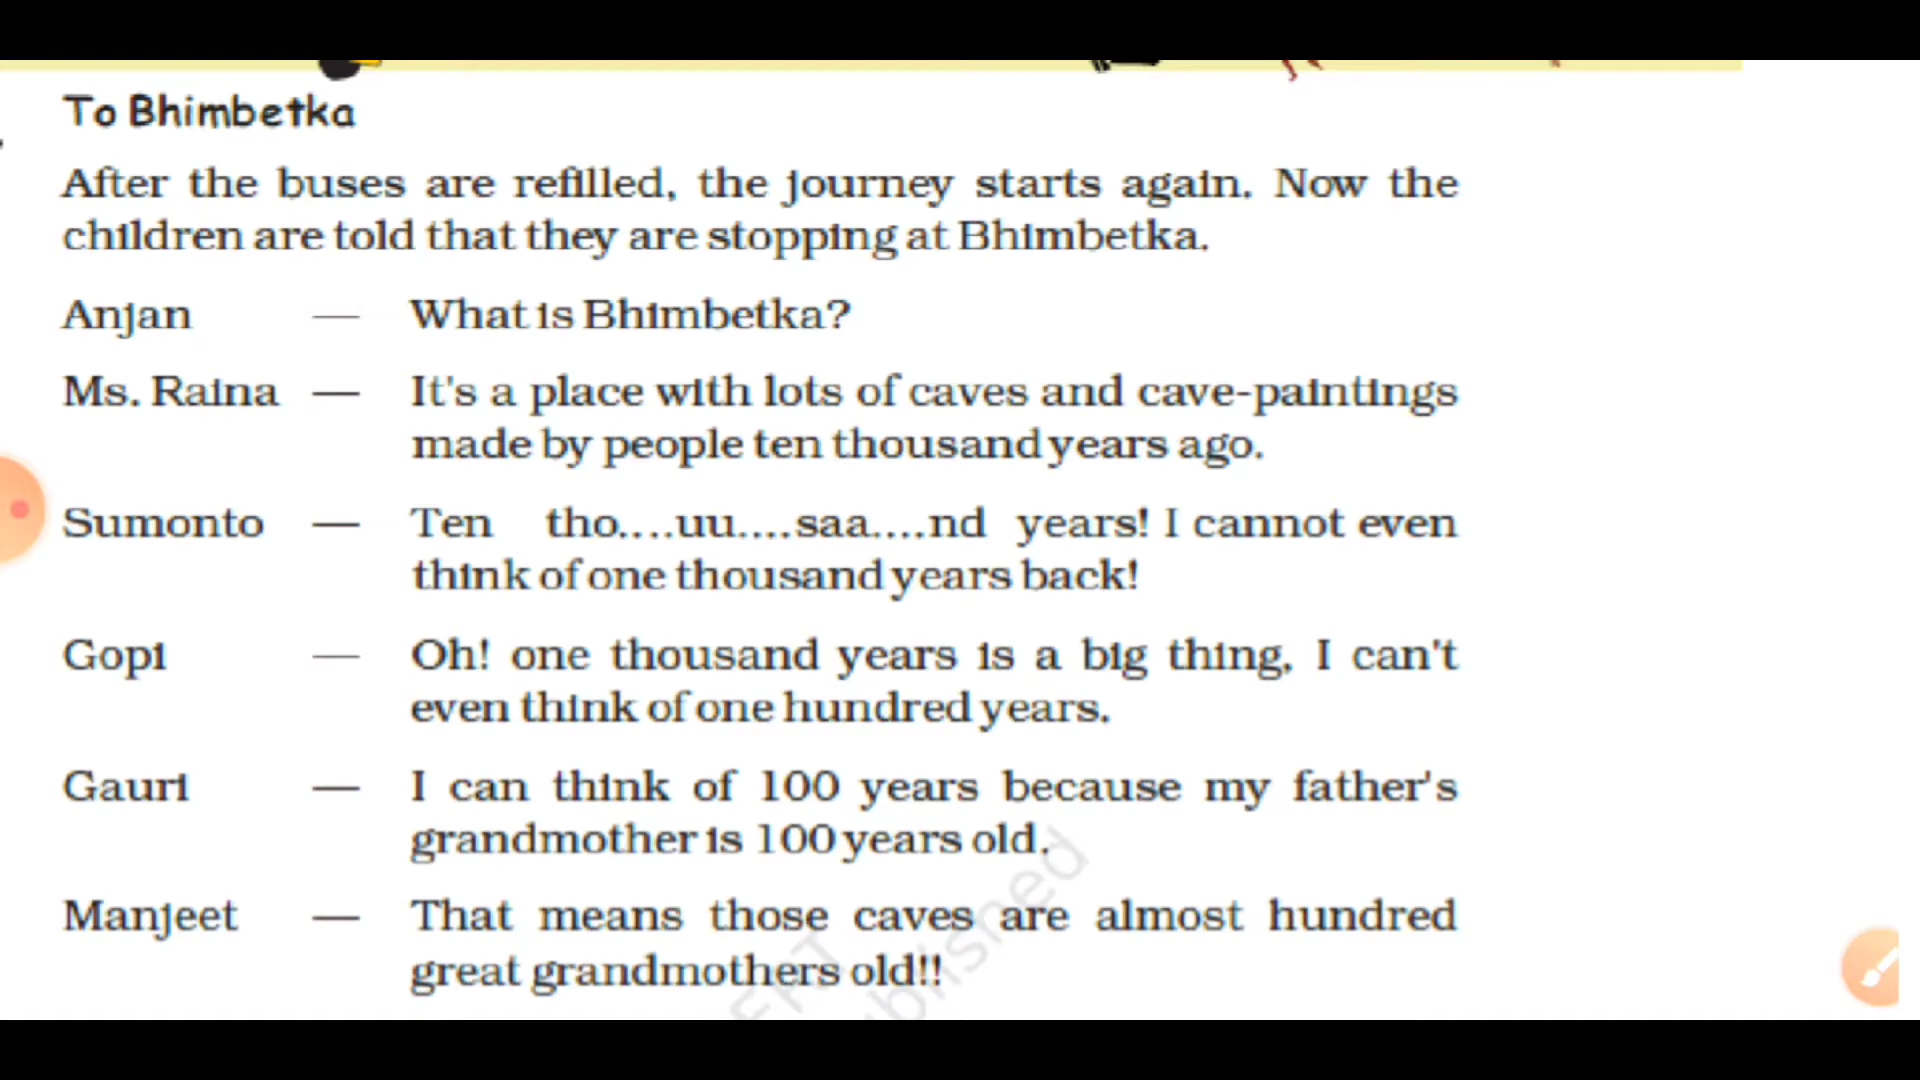 To Bhimbetka
After the buses are refilled, the journey starts again. Now the
children are told that they are stopping at Bhimbetka.
Anjan — What is Bhimbetka?
Ms. Raina — It's a place with lots of caves and cave-paintings
made by people ten thousand years ago.
Sumonto — Ten tho....uu....saa....nd years! I cannot even
think of one thousand years back!
Gopi — Oh! one thousand years is a big thing, I can't
even think of one hundred years.
Gauri — I can think of 100 years because my father's
grandmother is 100 years old.
Manjeet — That means those caves are almost hundred
great grandmothers old!!